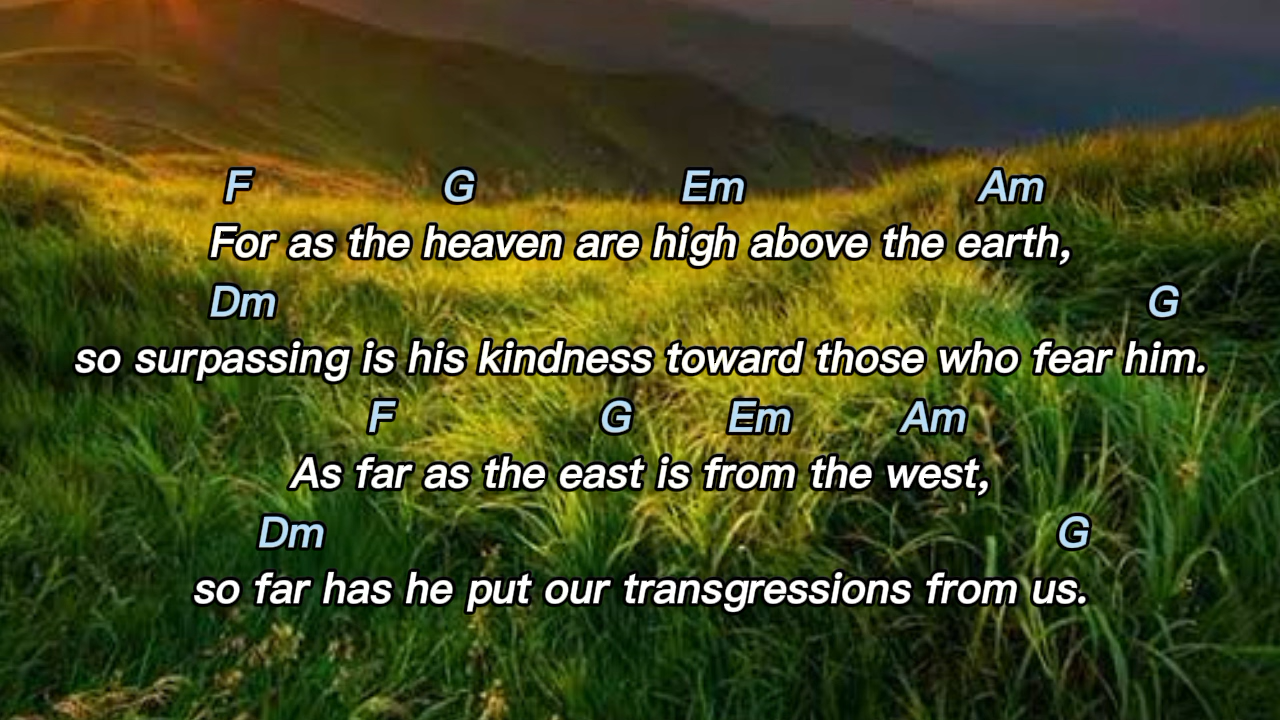 F G Em Am
For as the heaven are high above the earth,
Dm G
so surpassing is his kindness toward those who fear him.
F G Em Am
As far as the east is from the west,
Dm G
so far has he put our transgressions from us.